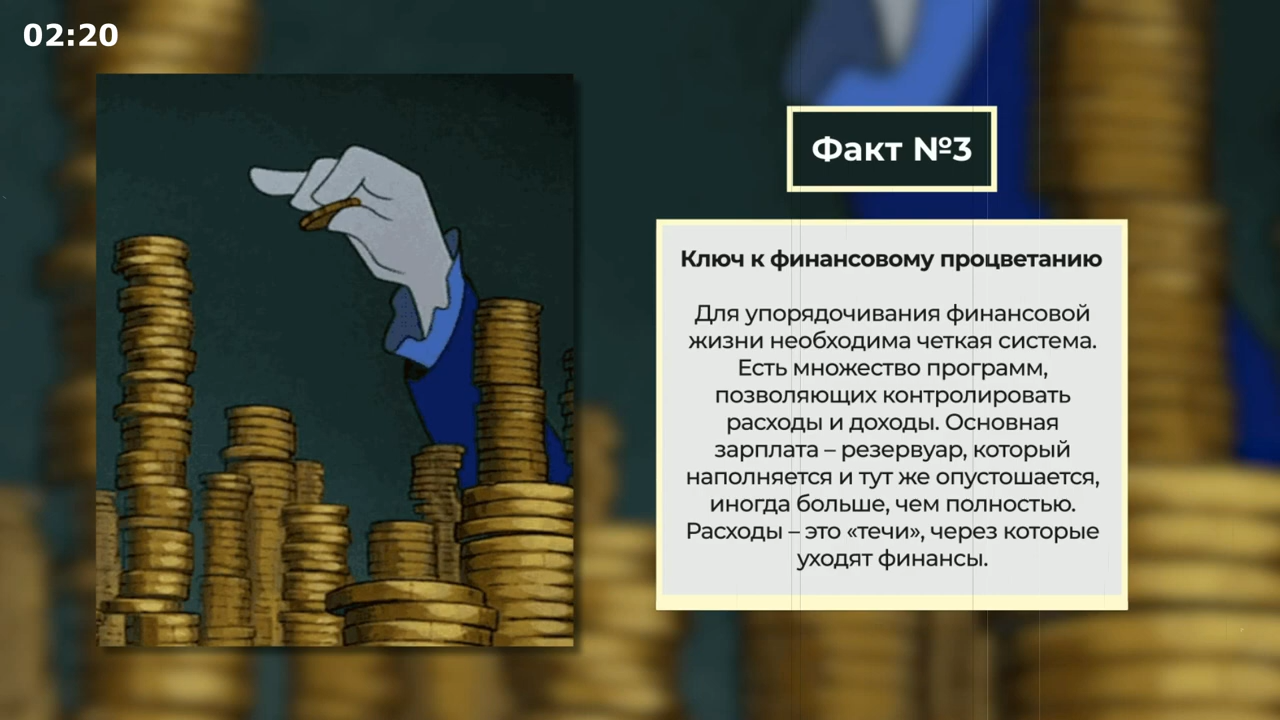 02:20
Факт №3
Ключ к финансовому процветанию
Для упорядочивания финансовой
жизни необходима четкая система.
Есть множество программ,
позволяющих контролировать
расходы и доходы. Основная
зарплата – резервуар, который
наполняется и тут же опустошается,
иногда больше, чем полностью.
Расходы – это «течи», через которые
уходят финансы.